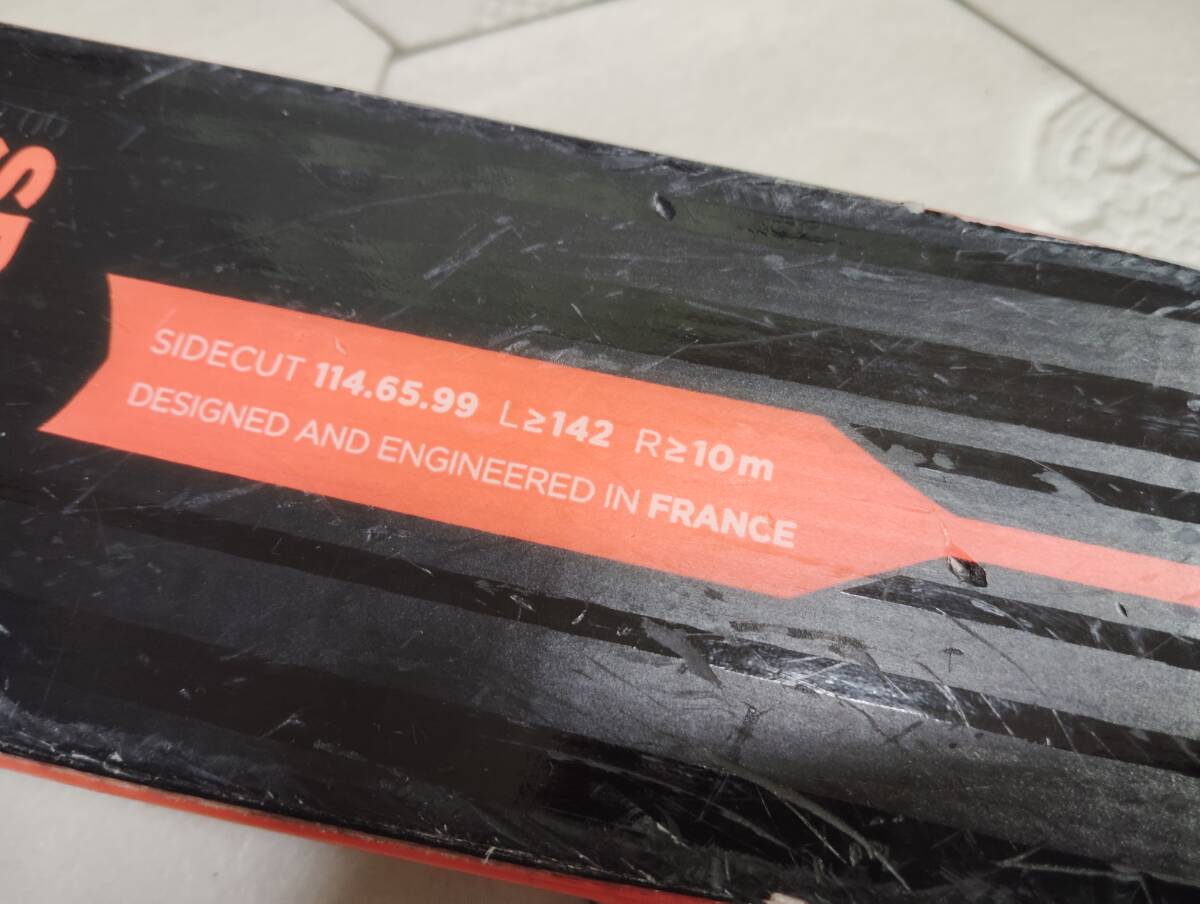 SIDECUT 114.65.99 L≥142 R≥10m
DESIGNED AND ENGINEERED IN FRANCE